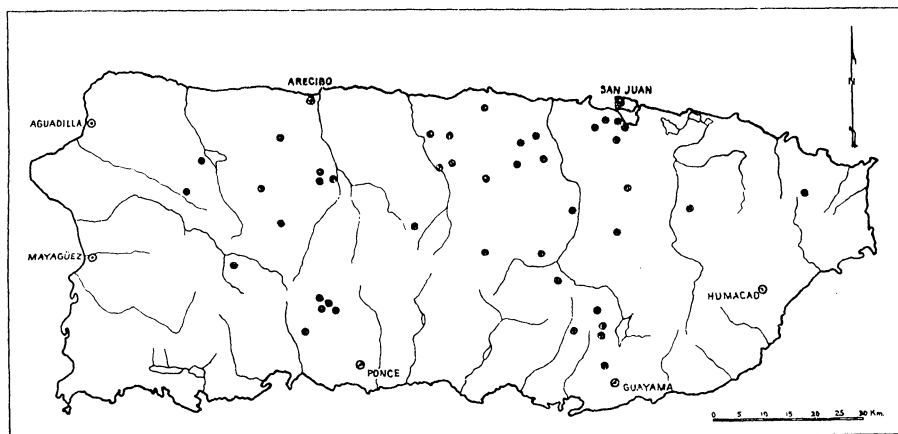 ARECIBO
SAN JUAN
N
AGUADILLA
MAYAGÜEZ
HUMACAO
PONCE
GUAYAMA
0 5 10 15 20 25 30 Km.